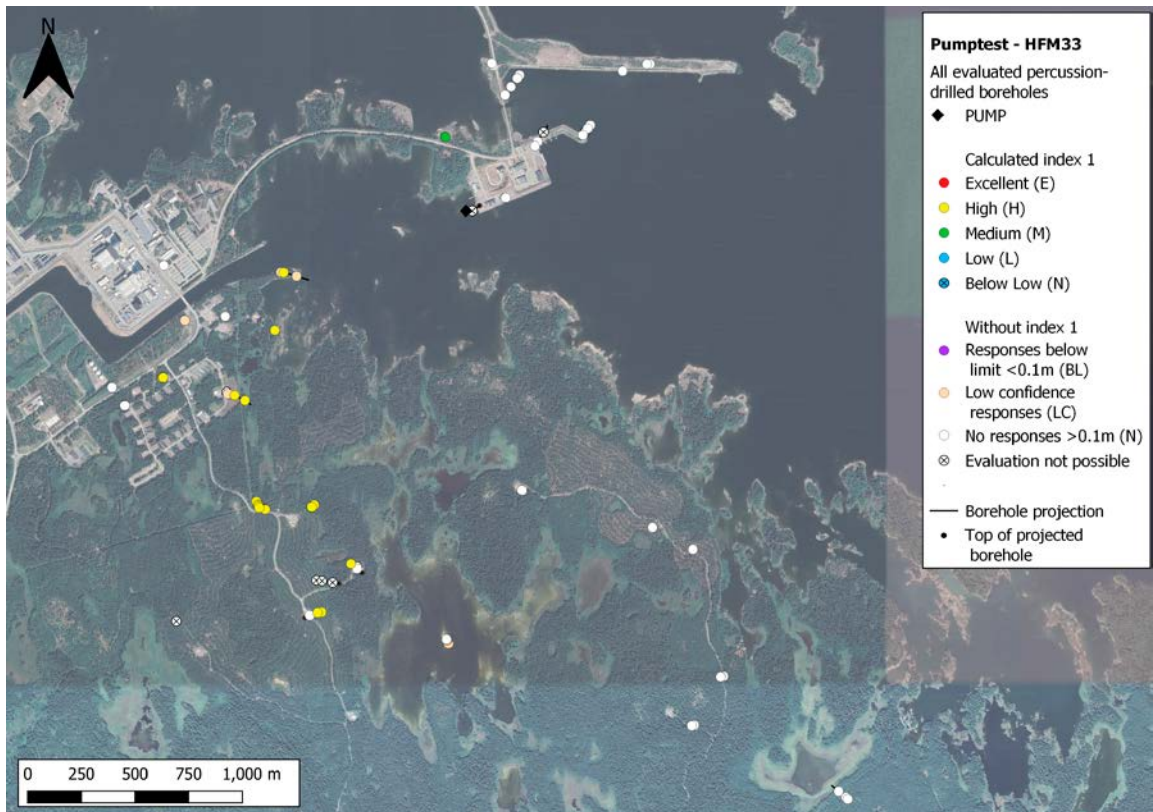 N
Pumptest - HFM33
All evaluated percussion-
drilled boreholes
PUMP
Calculated index 1
Excellent (E)
High (H)
Medium (M)
Low (L)
Below Low (N)
Without index 1
Responses below
limit <0.1m (BL)
Low confidence
responses (LC)
No responses >0.1m (N)
Evaluation not possible
Borehole projection
Top of projected
borehole
0 250 500 750 1,000 m